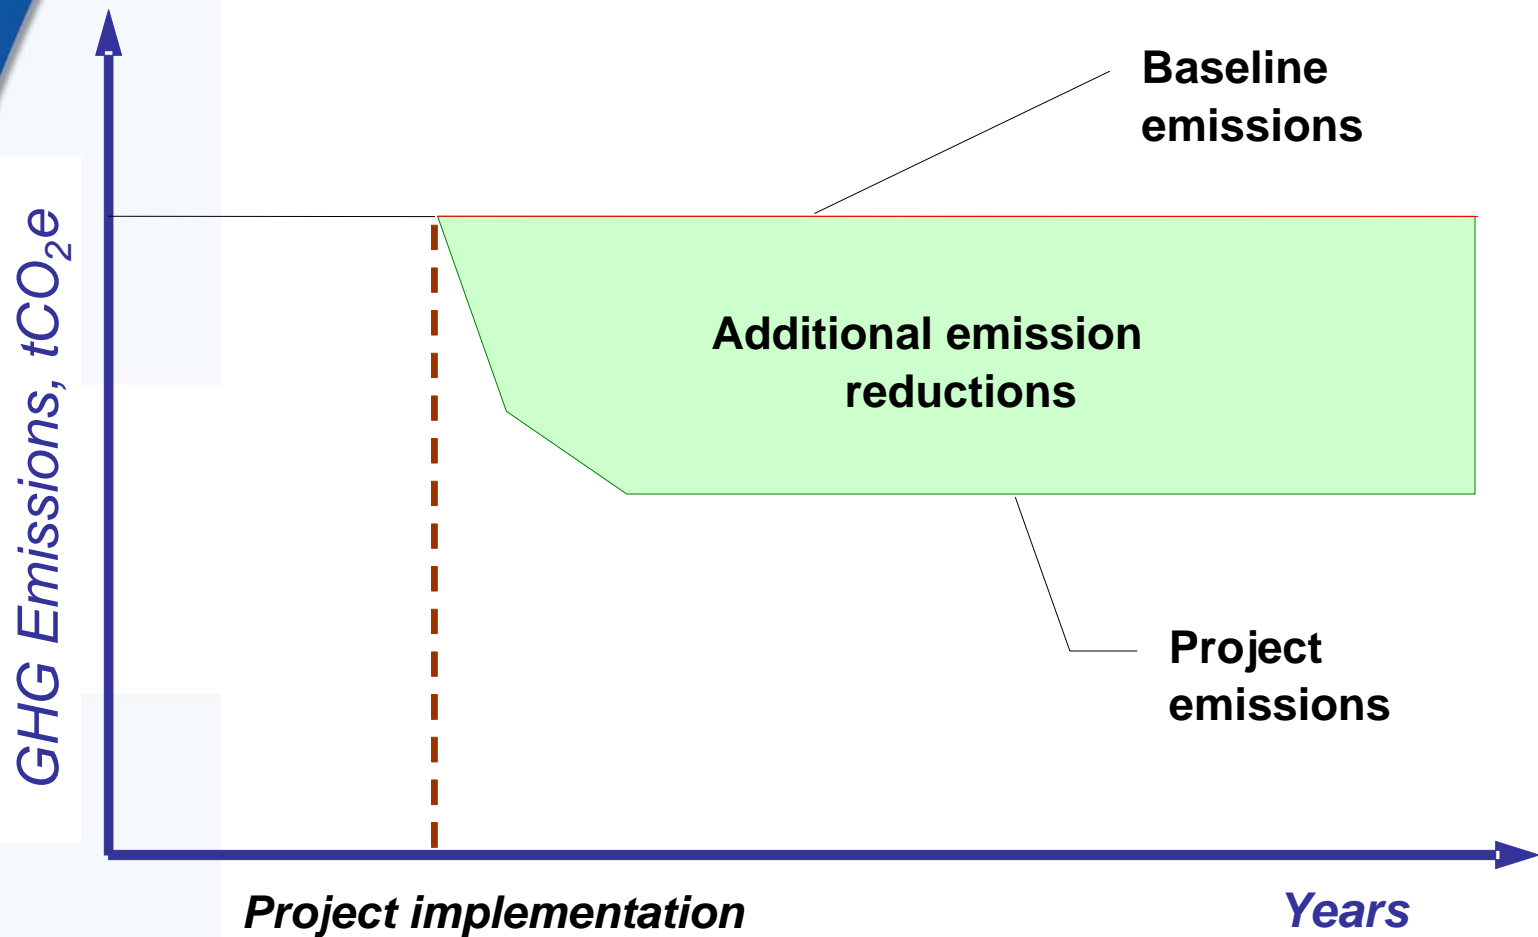 Baseline
emissions
GHG Emissions, tCO₂e
Additional emission
reductions
Project
emissions
Project implementation
Years